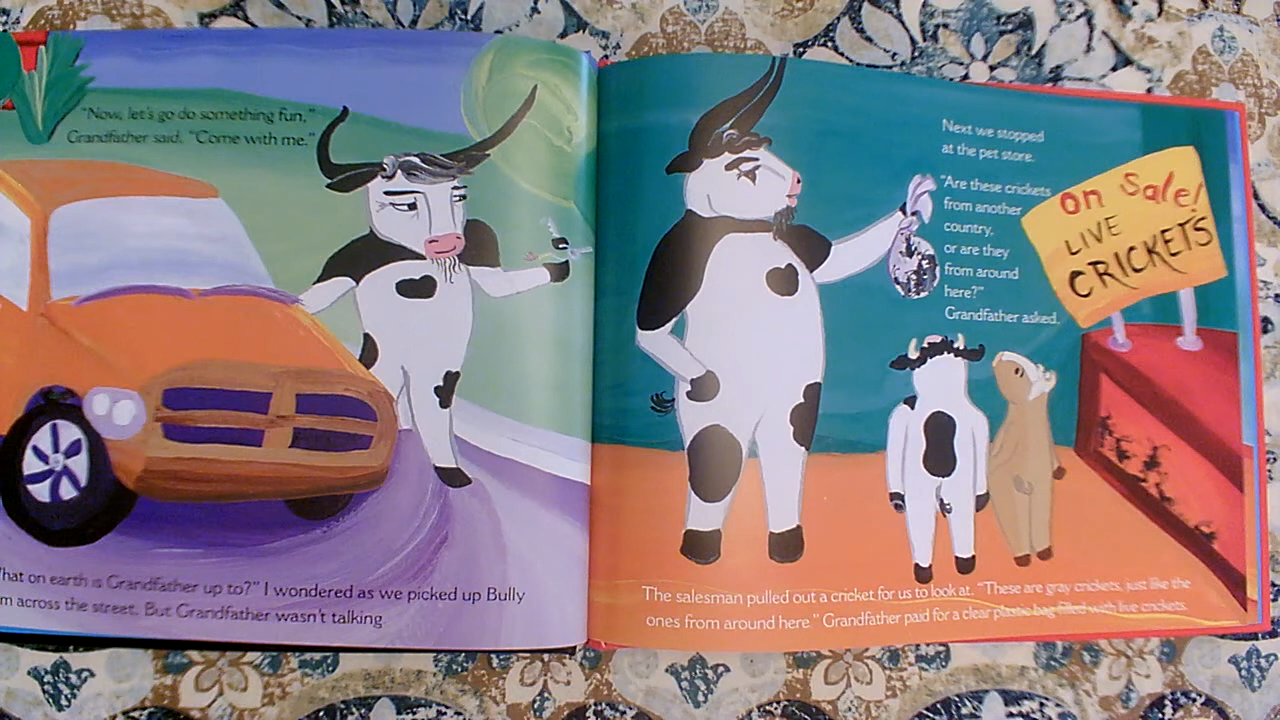 "Now, let's go do something fun,"
Grandfather said. "Come with me."
hat on earth is Grandfather up to?" I wondered as we picked up Bully
m across the street. But Grandfather wasn't talking
Next we stopped
at the pet store.
"Are these crickets
from another
country,
or are they
from around
here?"
Grandfather asked.
on Sale!
LIVE
CRICKETS
The salesman pulled out a cricket for us to look at. "These are gray crickets, just like the
ones from around here." Grandfather paid for a clear plastic bag filled with live crickets.